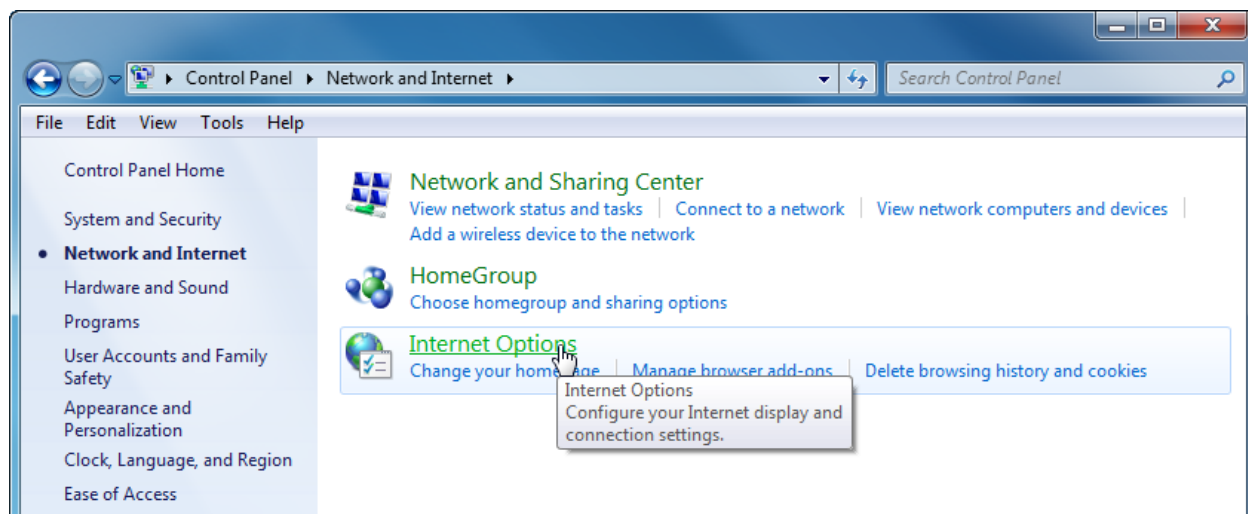 Control Panel ▸ Network and Internet ▸
Search Control Panel
File Edit View Tools Help
Control Panel Home
System and Security
Network and Internet
Hardware and Sound
Programs
User Accounts and Family
Safety
Appearance and
Personalization
Clock, Language, and Region
Ease of Access
Network and Sharing Center
View network status and tasks | Connect to a network | View network computers and devices |
Add a wireless device to the network
HomeGroup
Choose homegroup and sharing options
Internet Options
Change your home | Manage browser add-ons | Delete browsing history and cookies
Internet Options
Configure your Internet display and
connection settings.